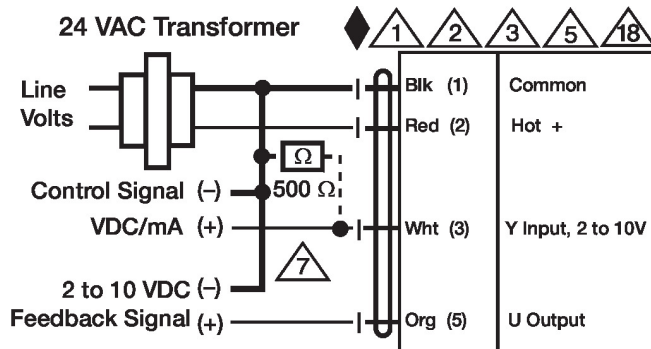 24 VAC Transformer
1 2 3 5 18
Line
Volts
Blk (1) Common
Red (2) Hot +
Ω
500 Ω
Control Signal (-)
VDC/mA (+)
Wht (3) Y Input, 2 to 10V
7
2 to 10 VDC (-)
Feedback Signal (+)
Org (5) U Output